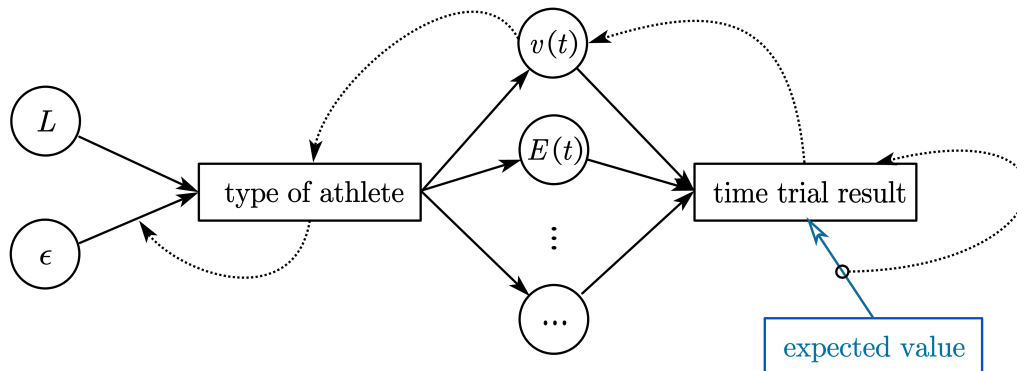 L
ϵ
type of athlete
v(t)
E(t)
⋮
...
time trial result
expected value